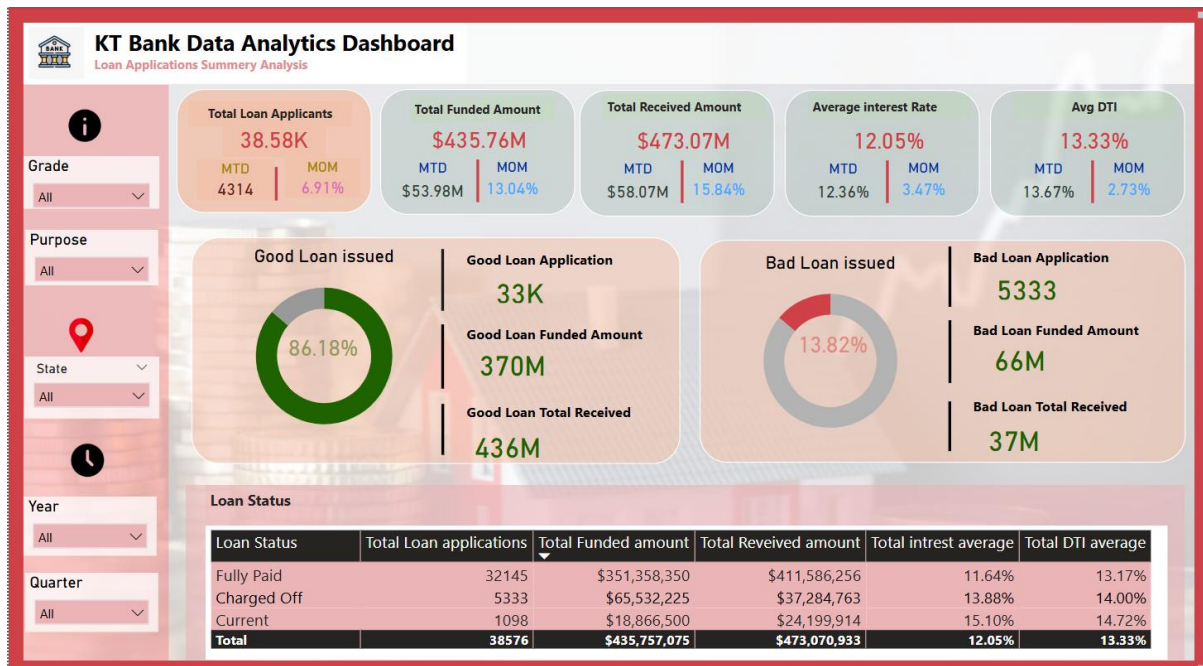 BANK
KT Bank Data Analytics Dashboard
Loan Applications Summery Analysis
i
Grade
All
Purpose
All
State
All
Year
All
Quarter
All
Total Loan Applicants
38.58K
MTD MOM
4314 6.91%
Total Funded Amount
$435.76M
MTD MOM
$53.98M 13.04%
Total Received Amount
$473.07M
MTD MOM
$58.07M 15.84%
Average interest Rate
12.05%
MTD MOM
12.36% 3.47%
Avg DTI
13.33%
MTD MOM
13.67% 2.73%
Good Loan issued
86.18%
Good Loan Application
33K
Good Loan Funded Amount
370M
Good Loan Total Received
436M
Bad Loan issued
13.82%
Bad Loan Application
5333
Bad Loan Funded Amount
66M
Bad Loan Total Received
37M
Loan Status
Loan Status Total Loan applications Total Funded amount Total Reveived amount Total intrest average Total DTI average
Fully Paid 32145 $351,358,350 $411,586,256 11.64% 13.17%
Charged Off 5333 $65,532,225 $37,284,763 13.88% 14.00%
Current 1098 $18,866,500 $24,199,914 15.10% 14.72%
Total 38576 $435,757,075 $473,070,933 12.05% 13.33%